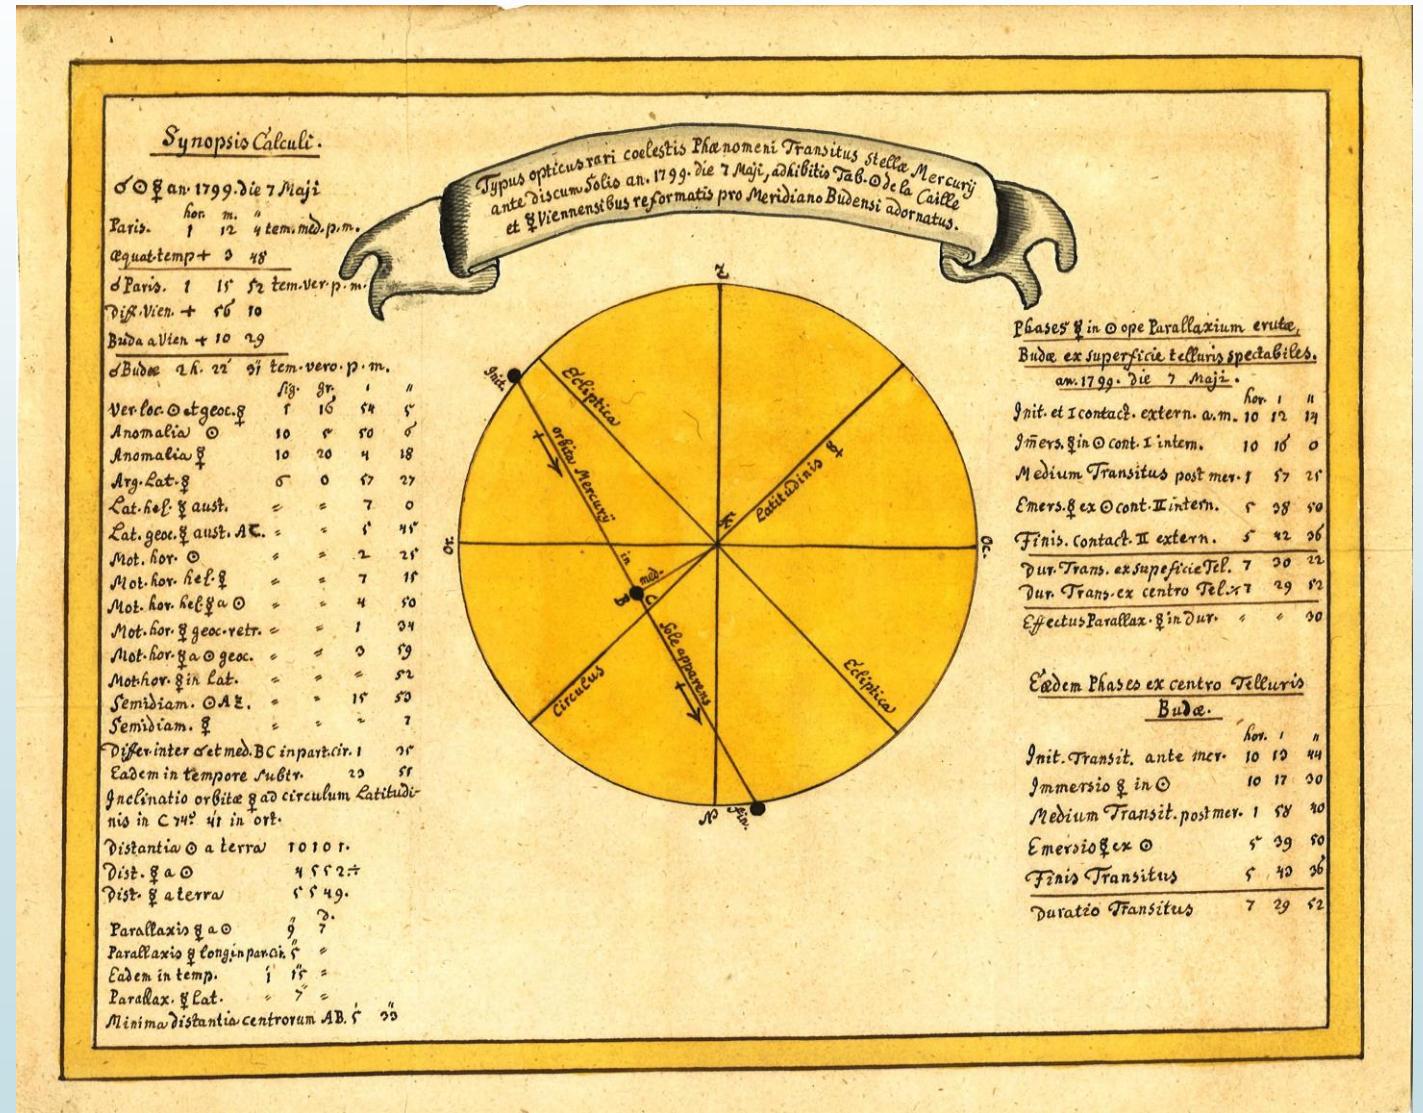 Synopsis Calculi.
☌ ☉ ☿ an. 1799. die 7 Maji
hor. m. "
Paris. 1 12 4 tem. med. p. m.
æquat. temp + 3 48
☌ Paris. 1 15 52 tem. ver. p. m.
Diff. Vien. + 56 10
Buda a Vien + 10 29
☌ Budæ 2 h. 22' 31" tem. vero. p. m.
sig. gr. ' "
Ver. loc. ☉ et geoc. ☿ 1 16 54 5
Anomalia ☉ 10 5 50 6
Anomalia ☿ 10 20 4 18
Arg. Lat. ☿ 6 0 57 27
Lat. hel. ☿ aust. = = 7 0
Lat. geoc. ☿ aust. AC. = = 5 45
Mot. hor. ☉ = = 2 25
Mot. hor. hel. ☿ = = 7 15
Mot. hor. hel. ☿ a ☉ = = 4 50
Mot. hor. ☿ geoc. retr. = = 1 34
Mot. hor. ☿ a ☉ geoc. = = 3 59
Mot. hor. ☿ in Lat. = = = 52
Semidiam. ☉ AZ. = = 15 53
Semidiam. ☿ = = = 7
Differ. inter ☌ et med. BC in part. cir. 1 35
Eadem in tempore subtr. 23 51
Inclinatio orbitæ ☿ ad circulum Latitudi-
nis in C 74° 41' in ort.
Distantia ☉ a terra 10101.
Dist. ☿ a ☉ 4552÷
Dist. ☿ a terra 5549.
" D.
Parallaxis ☿ a ☉ 9 7
Parallaxis ☿ long. in par. cir. 5" =
Eadem in temp. 1' 15" =
Parallax. ☿ Lat. = 7" =
Minima distantia centrorum AB. 5' 33"
Typus opticus rari coelestis Phænomeni Transitus stellæ Mercurÿ
ante discum Solis an. 1799. die 7 Maji, adhibitis Tab. ☉ de la Caille
et ☿ Viennensibus reformatis pro Meridiano Budensi adornatus.
Z
Init.
Ecliptica
Latitudinis ☿
orbita Mercurÿ
Or.
A
Oc.
in
med.
B
C
Sole apparens
Circulus
Ecliptica
N
Fin.
Phases ☿ in ☉ ope Parallaxium erutæ,
Budæ ex superficie telluris spectabiles.
an. 1799. die 7 Maji.
hor. ' "
Init. et I contact. extern. a. m. 10 12 14
Im̄ers. ☿ in ☉ cont. I intern. 10 16 0
Medium Transitus post mer. 1 57 25
Emers. ☿ ex ☉ cont. II intern. 5 38 50
Finis. contact. II extern. 5 42 36
Dur. Trans. ex supeficie Tel. 7 30 22
Dur. Trans. ex centro Tel. 7 29 52
Effectus Parallax. ☿ in Dur. " " 30
Eædem Phases ex centro Telluris
Budæ.
hor. ' "
Init. Transit. ante mer. 10 13 44
Immersio ☿ in ☉ 10 17 30
Medium Transit. post mer. 1 58 40
Emersio ☿ ex ☉ 5 39 50
Finis Transitus 5 43 36
Duratio Transitus 7 29 52